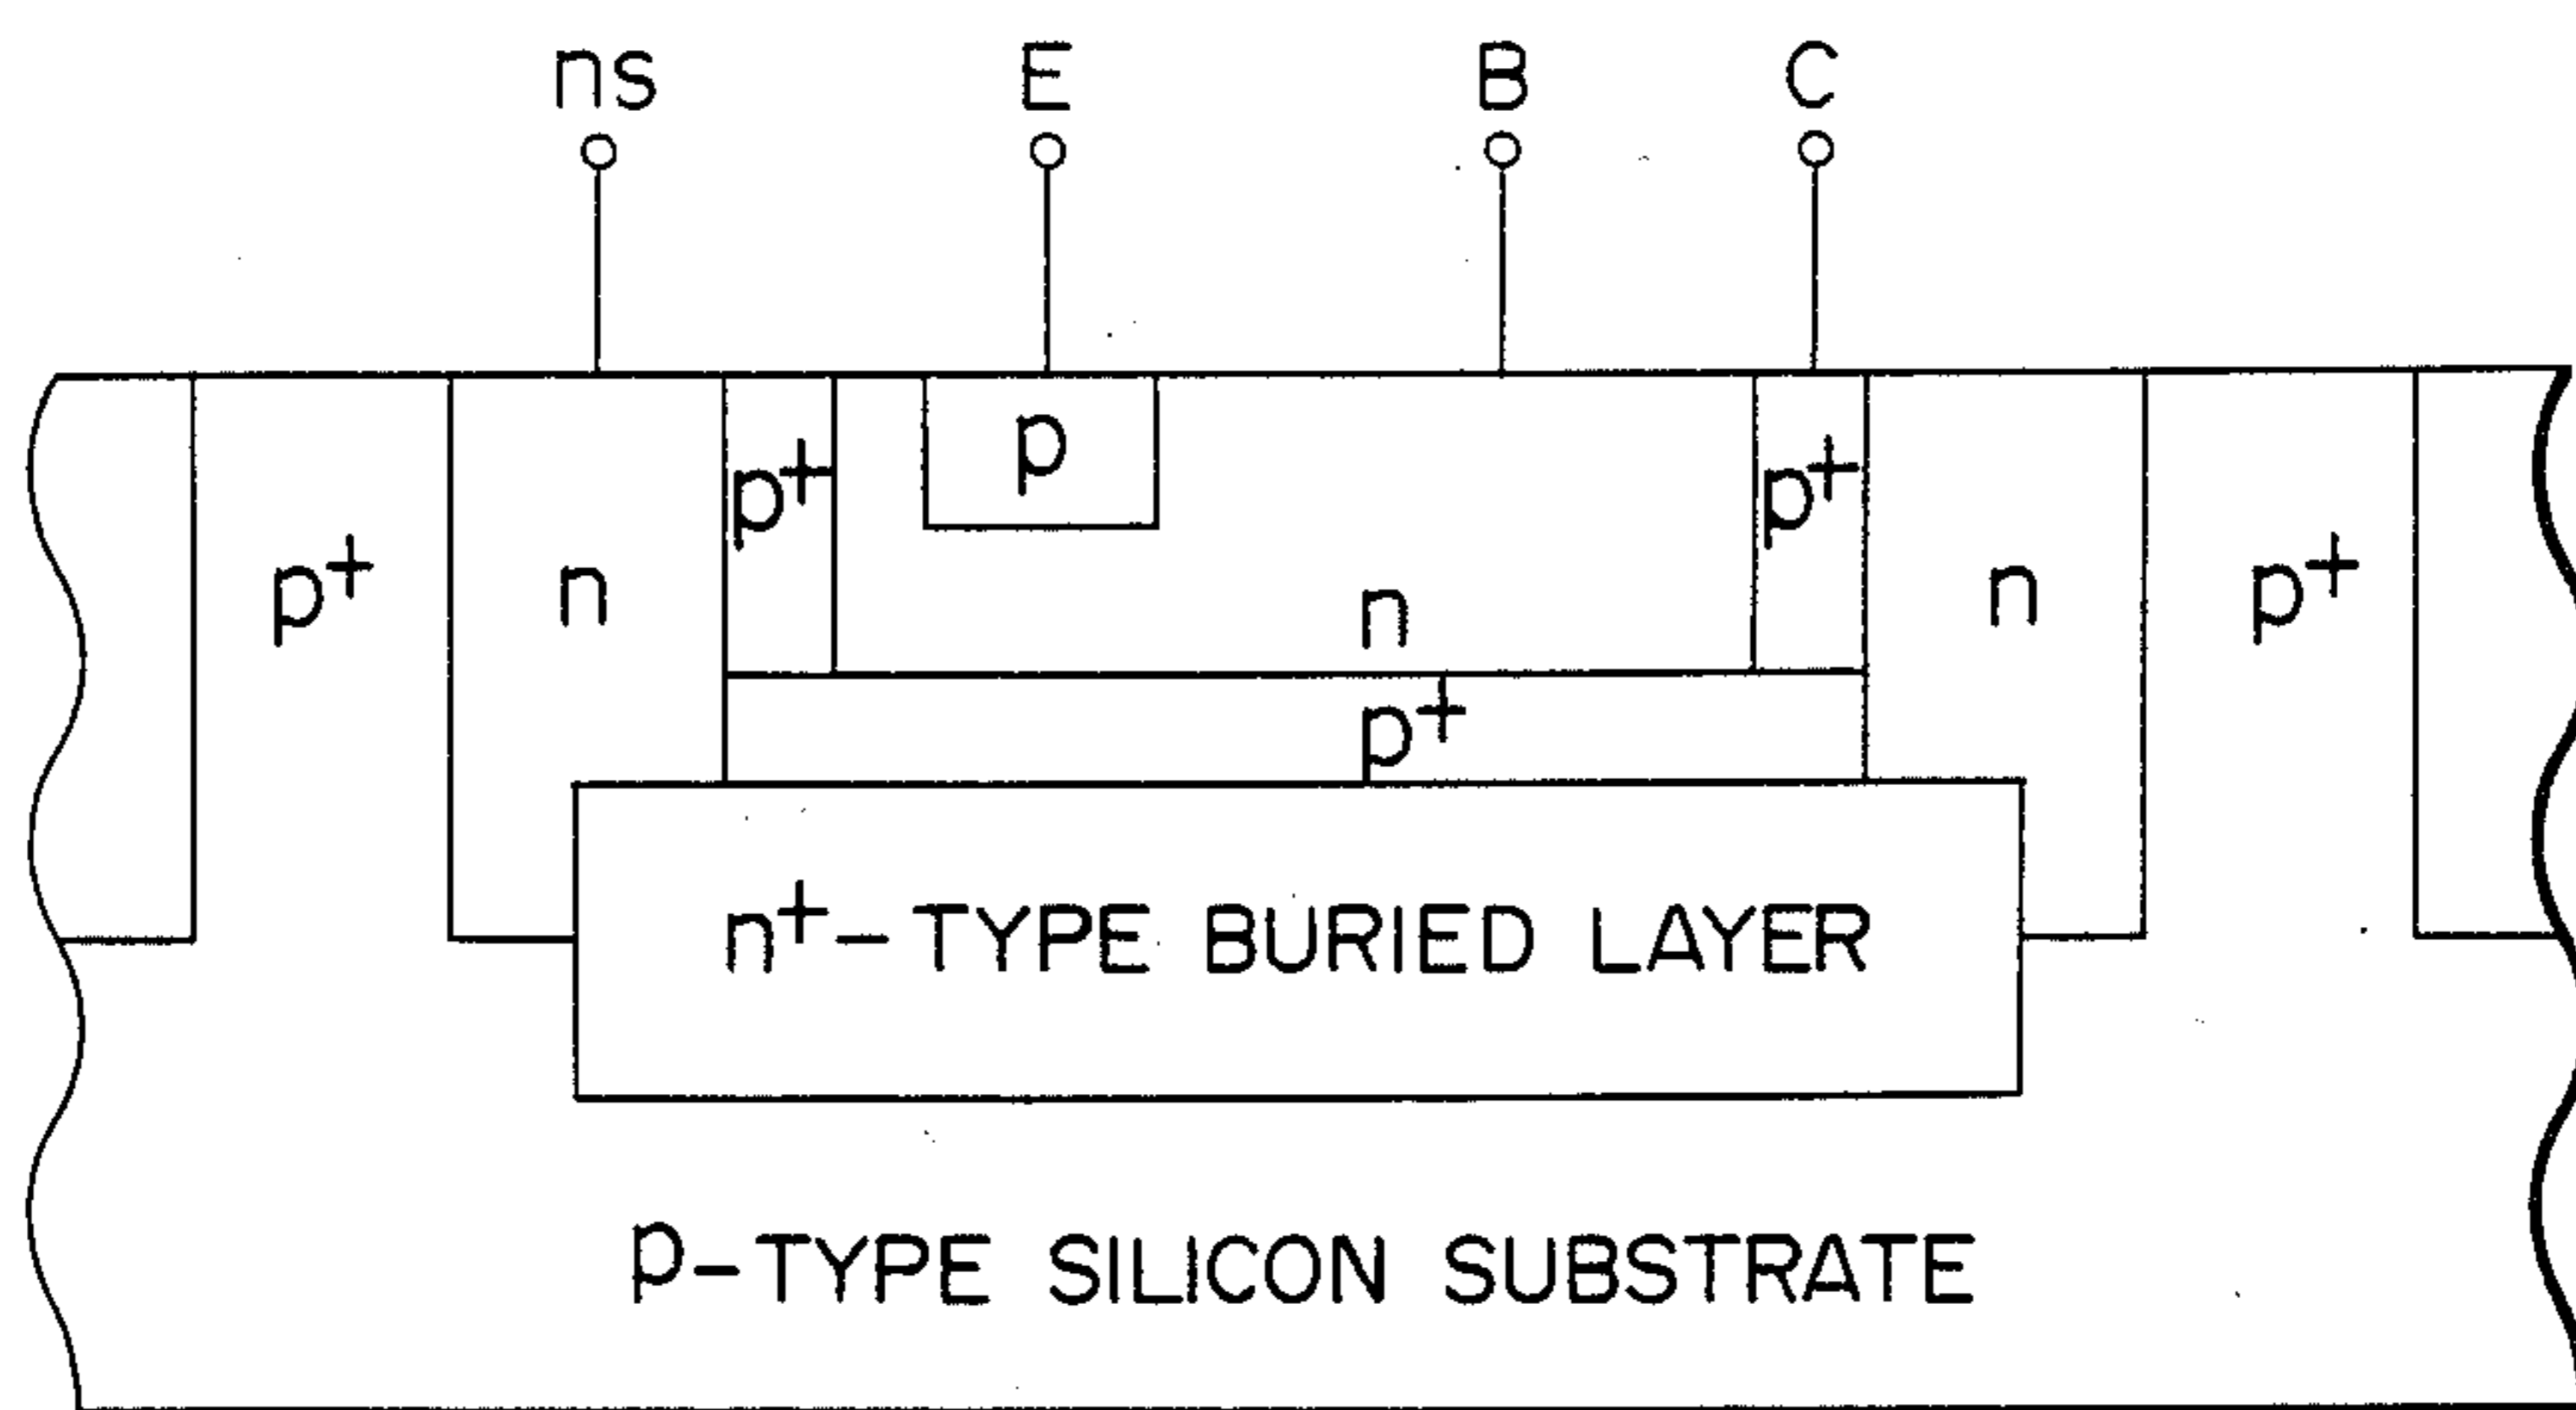 ns E B C
p
p+ p+
p+ n n n p+
p+
n+-TYPE BURIED LAYER
p-TYPE SILICON SUBSTRATE